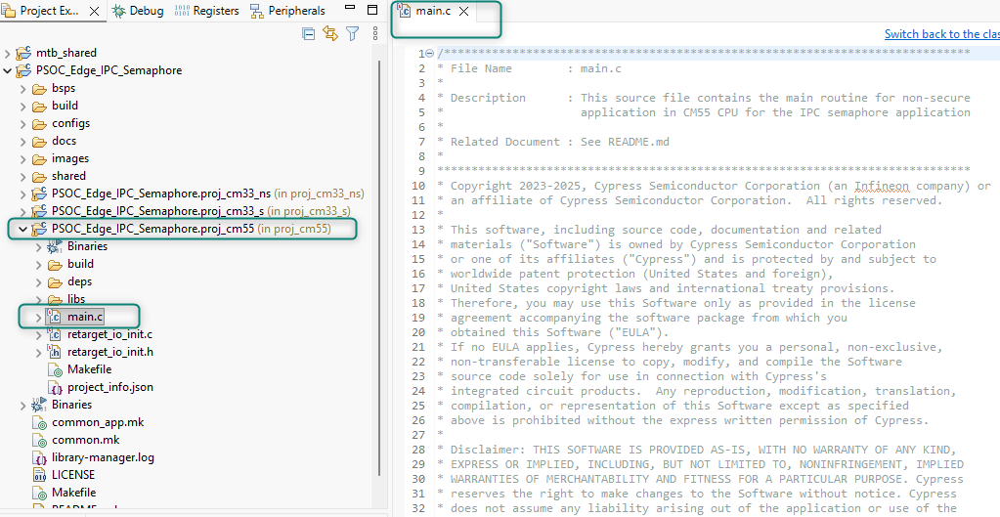 Project Ex...
Debug
Registers
Peripherals
mtb_shared
PSOC_Edge_IPC_Semaphore
bsps
build
configs
docs
images
shared
PSOC_Edge_IPC_Semaphore.proj_cm33_ns (in proj_cm33_ns)
PSOC_Edge_IPC_Semaphore.proj_cm33_s (in proj_cm33_s)
PSOC_Edge_IPC_Semaphore.proj_cm55 (in proj_cm55)
Binaries
build
deps
libs
main.c
retarget_io_init.c
retarget_io_init.h
Makefile
project_info.json
Binaries
common_app.mk
common.mk
library-manager.log
LICENSE
Makefile
main.c
Switch back to the clas
1 /******************************************************************************
2 * File Name        : main.c
3 *
4 * Description      : This source file contains the main routine for non-secure
5 *                    application in CM55 CPU for the IPC semaphore application
6 *
7 * Related Document : See README.md
8 *
9 *******************************************************************************
10 * Copyright 2023-2025, Cypress Semiconductor Corporation (an Infineon company) or
11 * an affiliate of Cypress Semiconductor Corporation.  All rights reserved.
12 *
13 * This software, including source code, documentation and related
14 * materials ("Software") is owned by Cypress Semiconductor Corporation
15 * or one of its affiliates ("Cypress") and is protected by and subject to
16 * worldwide patent protection (United States and foreign),
17 * United States copyright laws and international treaty provisions.
18 * Therefore, you may use this Software only as provided in the license
19 * agreement accompanying the software package from which you
20 * obtained this Software ("EULA").
21 * If no EULA applies, Cypress hereby grants you a personal, non-exclusive,
22 * non-transferable license to copy, modify, and compile the Software
23 * source code solely for use in connection with Cypress's
24 * integrated circuit products.  Any reproduction, modification, translation,
25 * compilation, or representation of this Software except as specified
26 * above is prohibited without the express written permission of Cypress.
27 *
28 * Disclaimer: THIS SOFTWARE IS PROVIDED AS-IS, WITH NO WARRANTY OF ANY KIND,
29 * EXPRESS OR IMPLIED, INCLUDING, BUT NOT LIMITED TO, NONINFRINGEMENT, IMPLIED
30 * WARRANTIES OF MERCHANTABILITY AND FITNESS FOR A PARTICULAR PURPOSE. Cypress
31 * reserves the right to make changes to the Software without notice. Cypress
32 * does not assume any liability arising out of the application or use of the